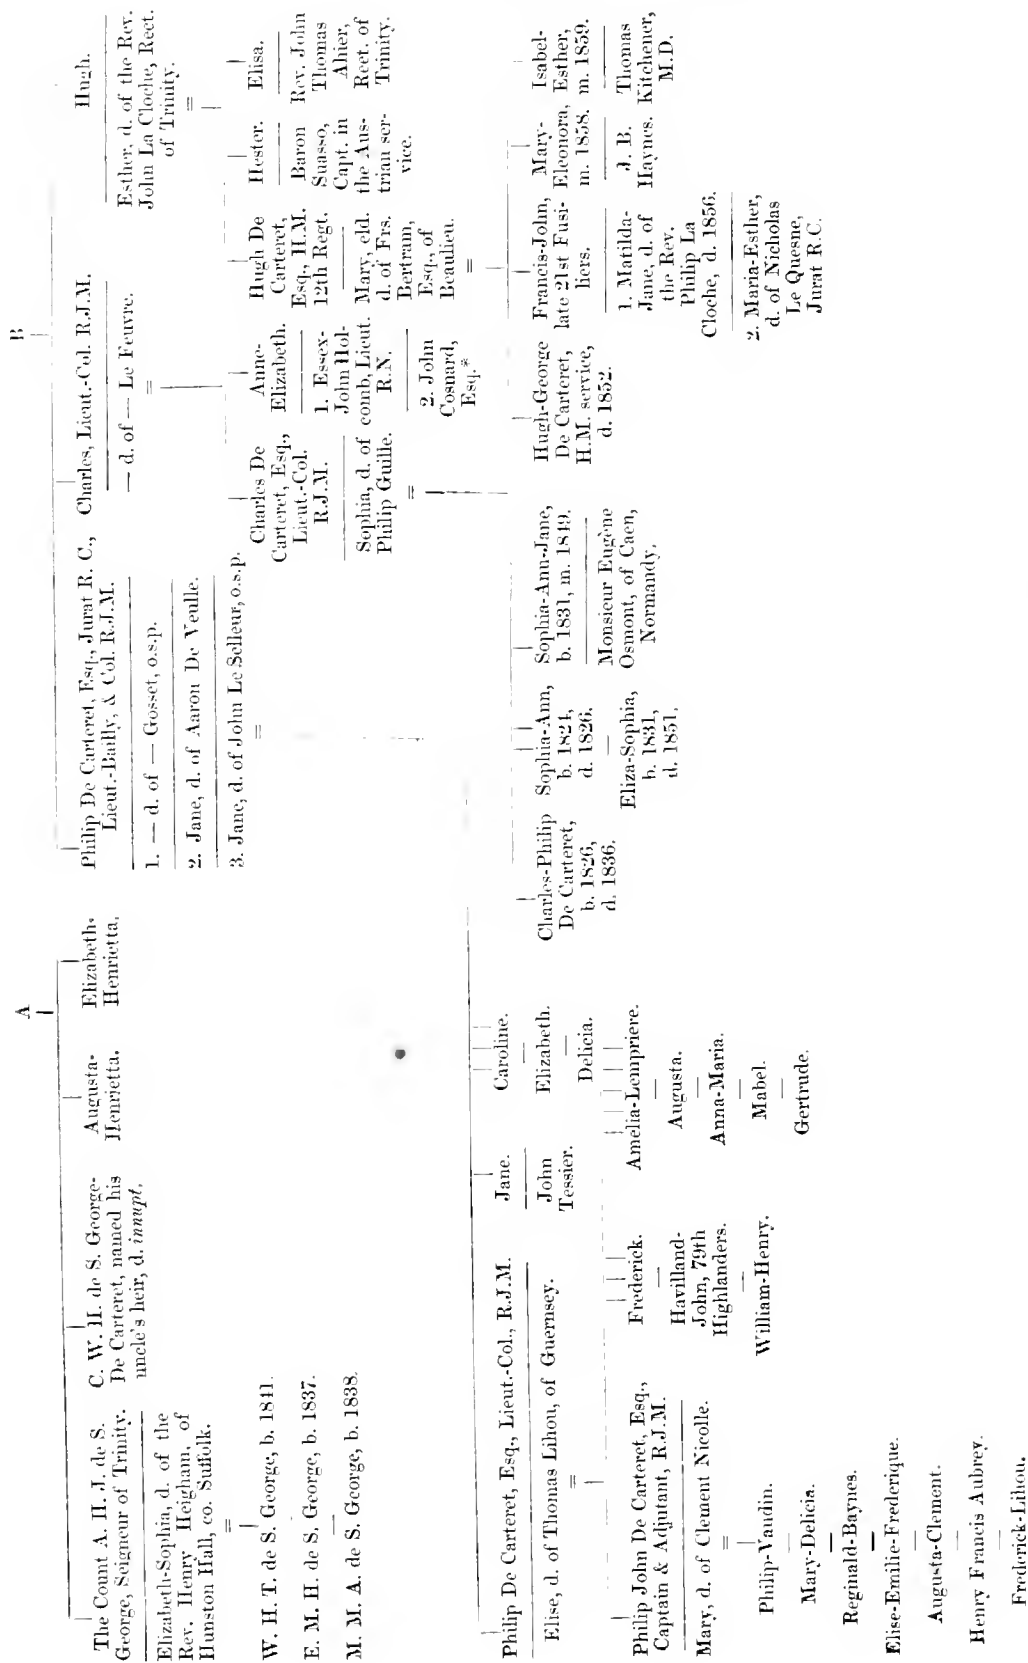 A
The Count A. H. J. de S.
George, Seigneur of Trinity.
Elizabeth-Sophia, d. of the
Rev. Henry Heigham, of
Hunston Hall, co. Suffolk.
=
W. H. T. de S. George, b. 1841.
E. M. H. de S. George, b. 1837.
M. M. A. de S. George, b. 1838.
C. W. H. de S. George-
De Carteret, named his
uncle's heir, d. innupt.
Augusta-
Henrietta.
Elizabeth-
Henrietta.
B
Philip De Carteret, Esq., Jurat R. C.,
Lieut.-Bailly, & Col. R.J.M.
1. — d. of — Gosset, o.s.p.
2. Jane, d. of Aaron De Veulle.
3. Jane, d. of John Le Selleur, o.s.p.
=
Charles, Lieut.-Col. R.J.M.
— d. of — Le Feuvre.
=
Hugh.
Esther, d. of the Rev.
John La Cloche, Rect.
of Trinity.
=
Charles De
Carteret, Esq.,
Lieut.-Col.
R.J.M.
Sophia, d. of
Philip Guille.
=
Anne-
Elizabeth.
1. Essex-
John Hol-
comb, Lieut.
R.N.
2. John
Cosnard,
Esq.*
Hugh De
Carteret,
Esq., H.M.
12th Regt.
Mary, eld.
d. of Frs.
Bertram,
Esq., of
Beaulieu.
=
Hester.
Baron
Suasso,
Capt. in
the Aus-
trian ser-
vice.
Elisa.
Rev. John
Thomas
Ahier,
Rect. of
Trinity.
Philip De Carteret, Esq., Lieut.-Col., R.J.M.
Elise, d. of Thomas Lihou, of Guernsey.
=
Jane.
John
Tessier.
Caroline.
Elizabeth.
Delicia.
Charles-Philip
De Carteret,
b. 1826,
d. 1836.
Sophia-Ann,
b. 1824,
d. 1826.
Eliza-Sophia,
b. 1831,
d. 1851.
Sophia-Ann-Jane,
b. 1831, m. 1849.
Monsieur Eugène
Osmont, of Caen,
Normandy.
Hugh-George
De Carteret,
H.M. service,
d. 1852.
Francis-John,
late 21st Fusi-
liers.
1. Matilda-
Jane, d. of
the Rev.
Philip La
Cloche, d. 1856.
2. Maria-Esther,
d. of Nicholas
Le Quesne,
Jurat R.C.
Mary-
Eleonora,
m. 1858.
J. B.
Haynes.
Isabel-
Esther,
m. 1859.
Thomas
Kitchener,
M.D.
Philip John De Carteret, Esq.,
Captain & Adjutant, R.J.M.
Mary, d. of Clement Nicolle.
=
Philip-Vaudin.
Mary-Delicia.
Reginald-Baynes.
Elise-Emilie-Frederique.
Augusta-Clement.
Henry Francis Aubrey.
Frederick-Lihou.
Frederick.
Havilland-
John, 79th
Highlanders.
William-Henry.
Amelia-Lempriere.
Augusta.
Anna-Maria.
Mabel.
Gertrude.